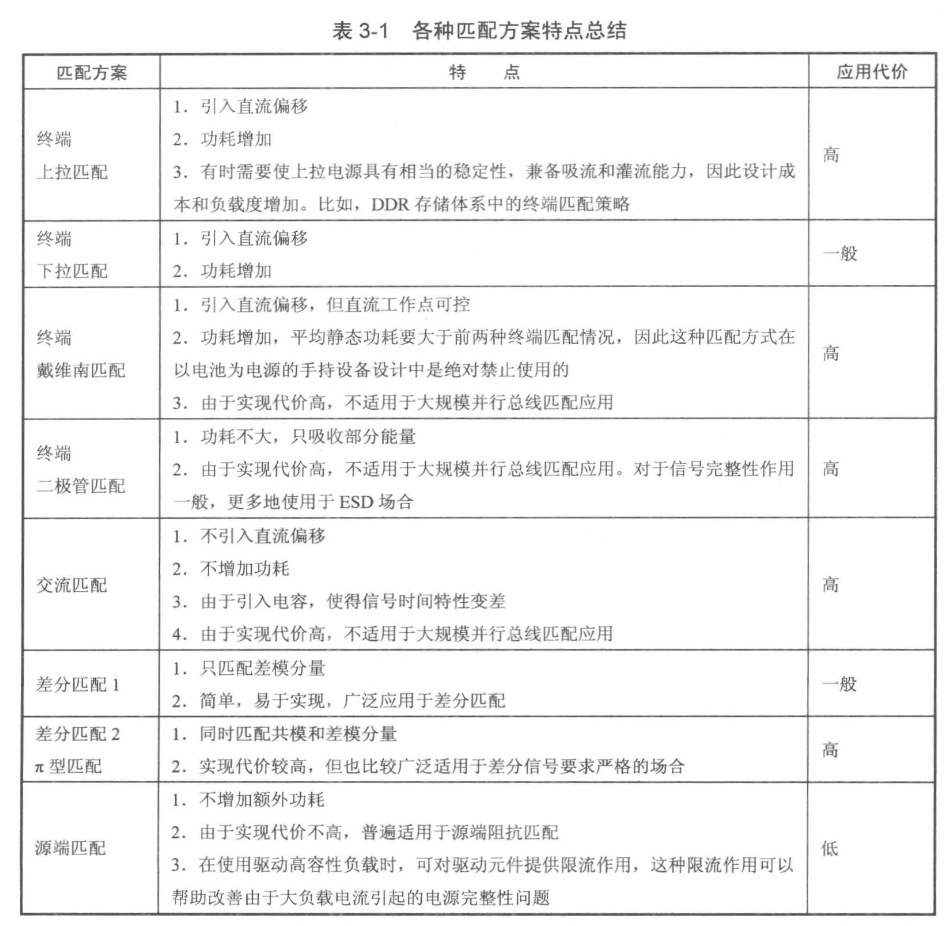 表 3-1 各种匹配方案特点总结
匹配方案 特 点 应用代价
终端
上拉匹配
1．引入直流偏移
2．功耗增加
3．有时需要使上拉电源具有相当的稳定性，兼备吸流和灌流能力，因此设计成
本和负载度增加。比如，DDR 存储体系中的终端匹配策略
高
终端
下拉匹配
1．引入直流偏移
2．功耗增加
一般
终端
戴维南匹配
1．引入直流偏移，但直流工作点可控
2．功耗增加，平均静态功耗要大于前两种终端匹配情况，因此这种匹配方式在
以电池为电源的手持设备设计中是绝对禁止使用的
3．由于实现代价高，不适用于大规模并行总线匹配应用
高
终端
二极管匹配
1．功耗不大，只吸收部分能量
2．由于实现代价高，不适用于大规模并行总线匹配应用。对于信号完整性作用
一般，更多地使用于 ESD 场合
高
交流匹配
1．不引入直流偏移
2．不增加功耗
3．由于引入电容，使得信号时间特性变差
4．由于实现代价高，不适用于大规模并行总线匹配应用
高
差分匹配 1
1．只匹配差模分量
2．简单，易于实现，广泛应用于差分匹配
一般
差分匹配 2
π 型匹配
1．同时匹配共模和差模分量
2．实现代价较高，但也比较广泛适用于差分信号要求严格的场合
高
源端匹配
1．不增加额外功耗
2．由于实现代价不高，普遍适用于源端阻抗匹配
3．在使用驱动高容性负载时，可对驱动元件提供限流作用，这种限流作用可以
帮助改善由于大负载电流引起的电源完整性问题
低